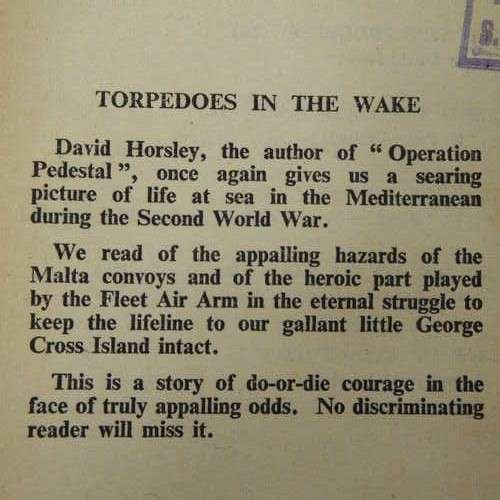 S.
TORPEDOES IN THE WAKE
David Horsley, the author of “ Operation
Pedestal ”, once again gives us a searing
picture of life at sea in the Mediterranean
during the Second World War.
We read of the appalling hazards of the
Malta convoys and of the heroic part played
by the Fleet Air Arm in the eternal struggle to
keep the lifeline to our gallant little George
Cross Island intact.
This is a story of do-or-die courage in the
face of truly appalling odds. No discriminating
reader will miss it.